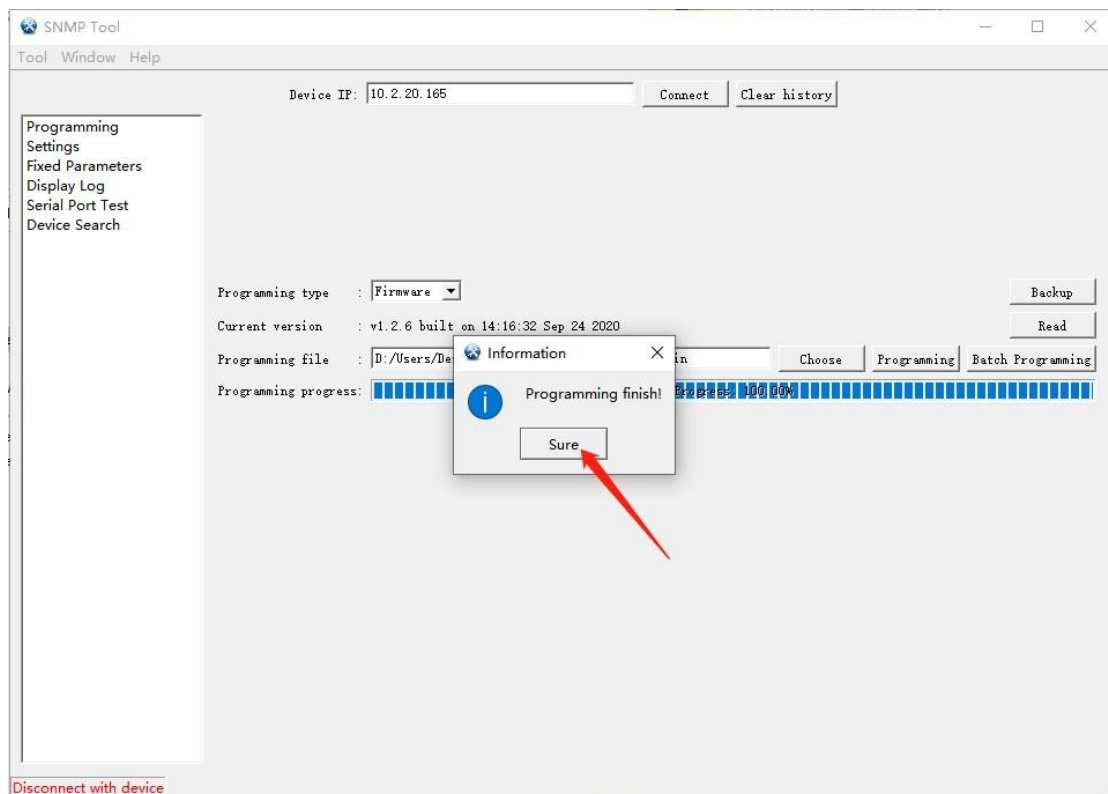 SNMP Tool
Tool Window Help
Device IP: 10.2.20.165 Connect Clear history
Programming
Settings
Fixed Parameters
Display Log
Serial Port Test
Device Search
Programming type : Firmware Backup
Current version : v1.2.6 built on 14:16:32 Sep 24 2020 Read
Programming file : D:/Users/De in Choose Programming Batch Programming
Programming progress: Progress: 100.00%
Information
Programming finish!
Sure
Disconnect with device